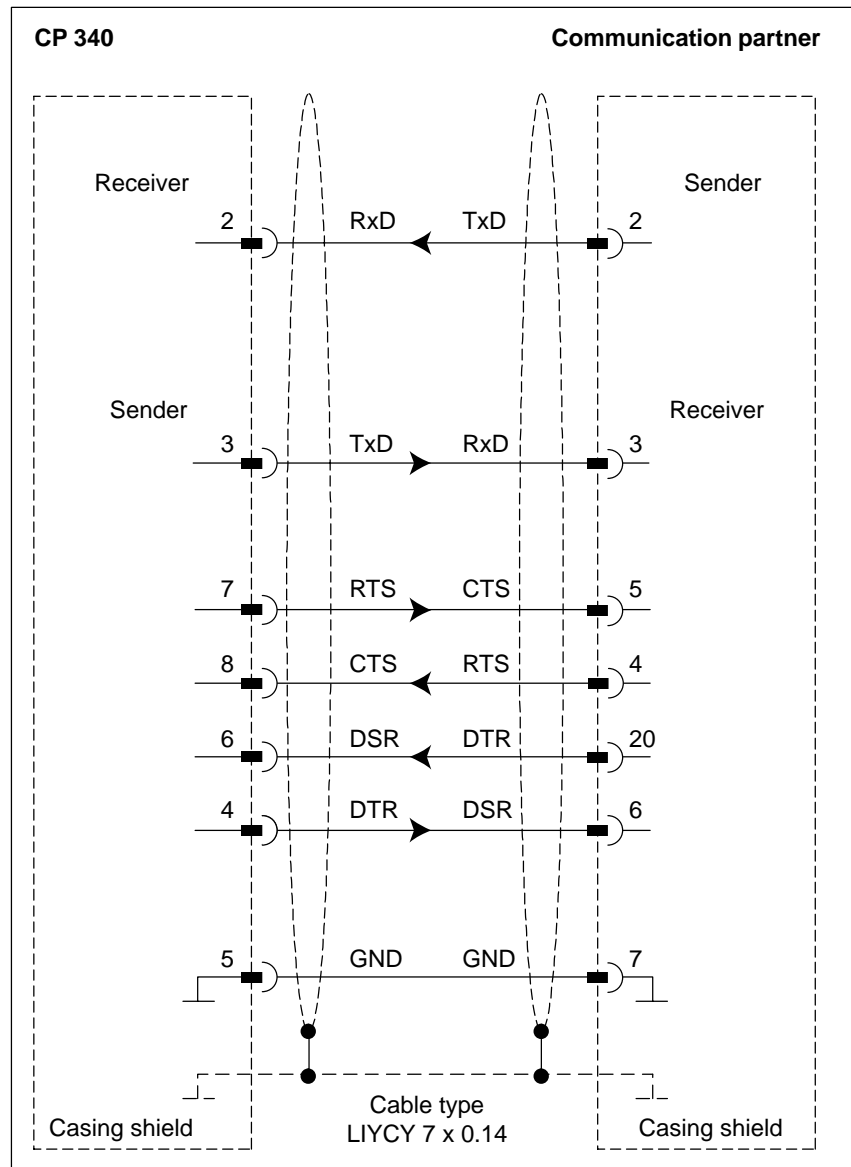 CP 340 Communication partner
Receiver Sender
2 RxD TxD 2
Sender Receiver
3 TxD RxD 3
7 RTS CTS 5
8 CTS RTS 4
6 DSR DTR 20
4 DTR DSR 6
5 GND GND 7
Cable type
Casing shield LIYCY 7 x 0.14 Casing shield